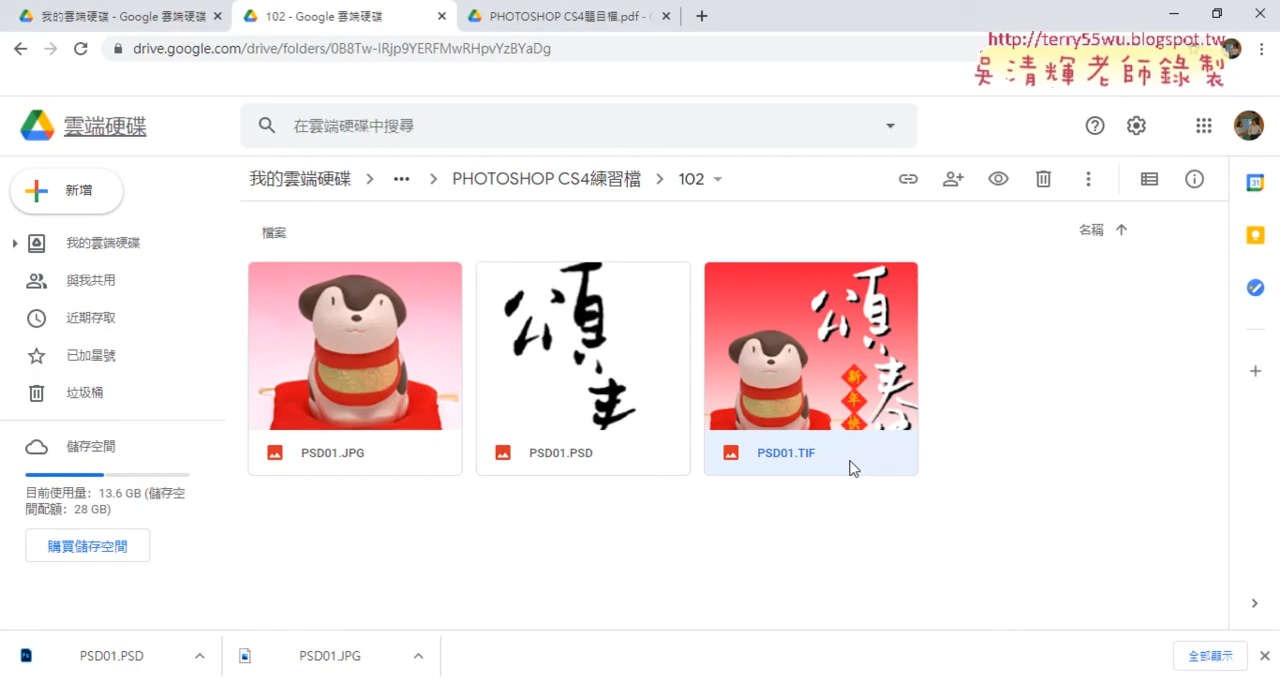 我的雲端硬碟 - Google 雲端硬碟
102 - Google 雲端硬碟
PHOTOSHOP CS4題目檔.pdf -
drive.google.com/drive/folders/0B8Tw-IRjp9YERFMwRHpvYzBYaDg
http://terry55wu.blogspot.tw
吳清輝老師錄製
雲端硬碟
在雲端硬碟中搜尋
新增
我的雲端硬碟
PHOTOSHOP CS4練習檔
102
我的雲端硬碟
與我共用
近期存取
已加星號
垃圾桶
儲存空間
目前使用量：13.6 GB (儲存空
間配額：28 GB)
購買儲存空間
檔案
名稱
31
頌春
頌春
新年快
PSD01.JPG
PSD01.PSD
PSD01.TIF
Ps
PSD01.PSD
PSD01.JPG
全部顯示